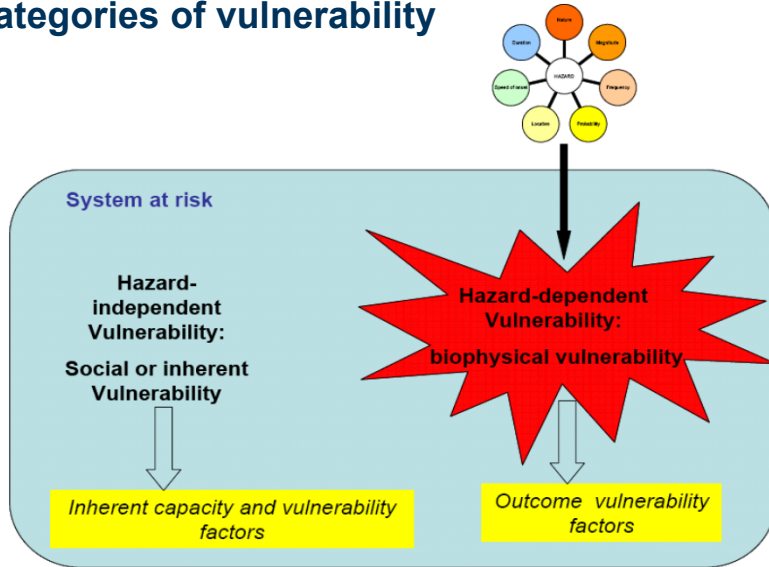 ategories of vulnerability
Nature
Duration
Magnitude
HAZARD
Speed of onset
Frequency
Location
Probability
System at risk
Hazard-
independent
Vulnerability:
Social or inherent
Vulnerability
Hazard-dependent
Vulnerability:
biophysical vulnerability
Inherent capacity and vulnerability
factors
Outcome vulnerability
factors